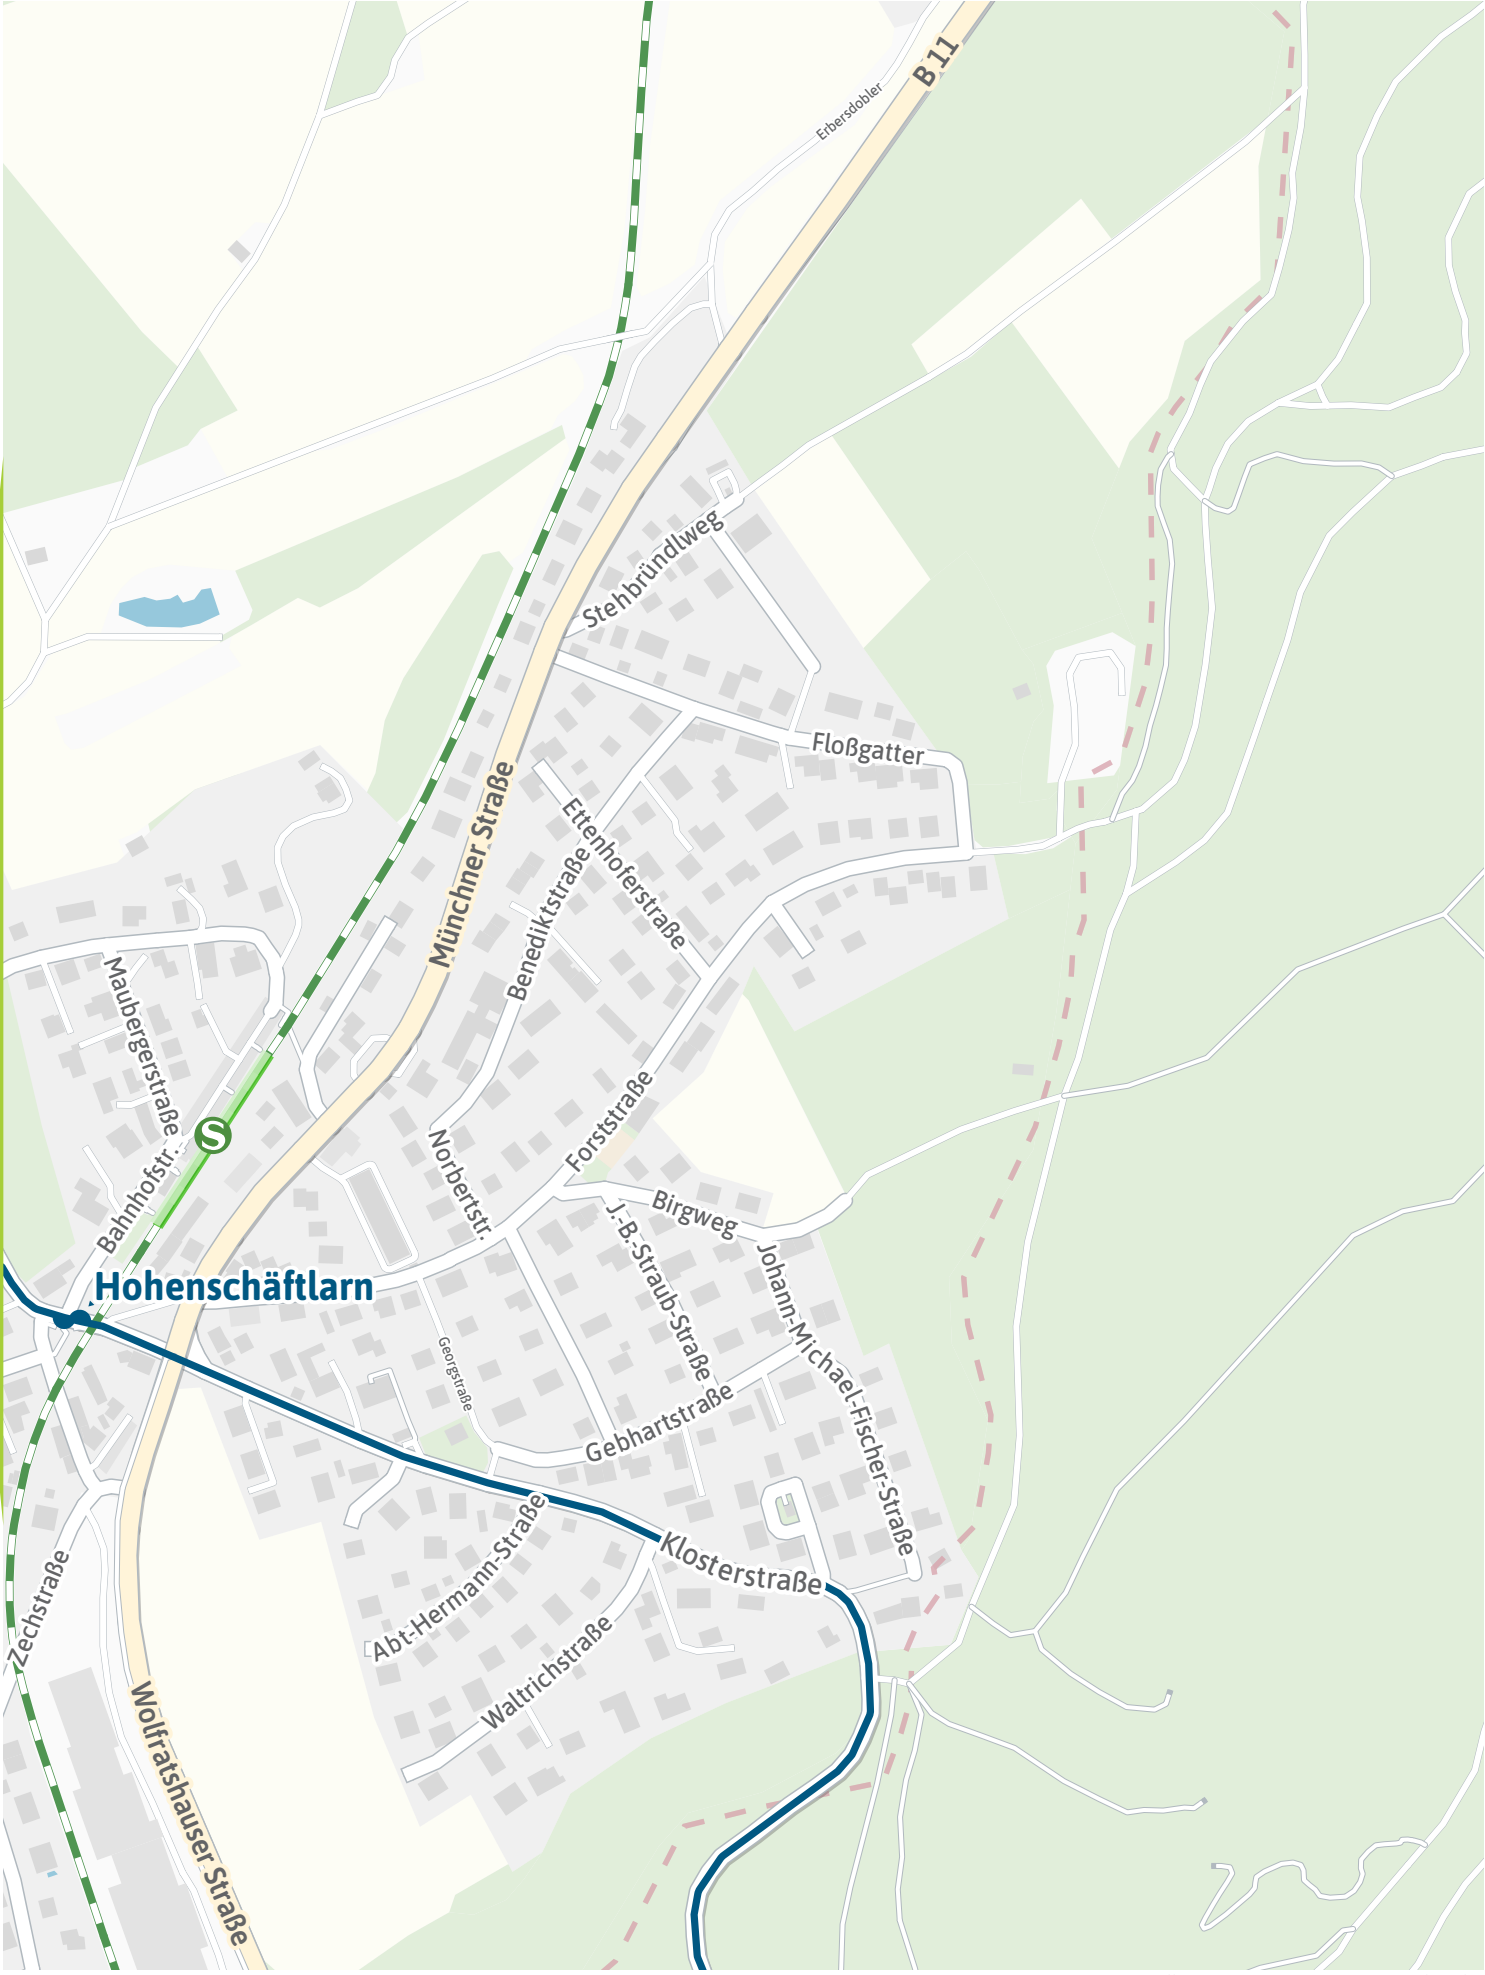 B 11
Erbersdobler
Stehbründlweg
Floßgatter
Münchner Straße
Ettenhoferstraße
Benediktstraße
Maubergerstraße
Forststraße
Norbertstr.
Bahnhofstr.
S
Birgweg
J.-B.-Straub-Straße
Johann-Michael-Fischer-Straße
Hohenschäftlarn
Georgstraße
Gebhartstraße
Klosterstraße
Abt-Hermann-Straße
Zechstraße
Waltrichstraße
Wolfratshauser Straße